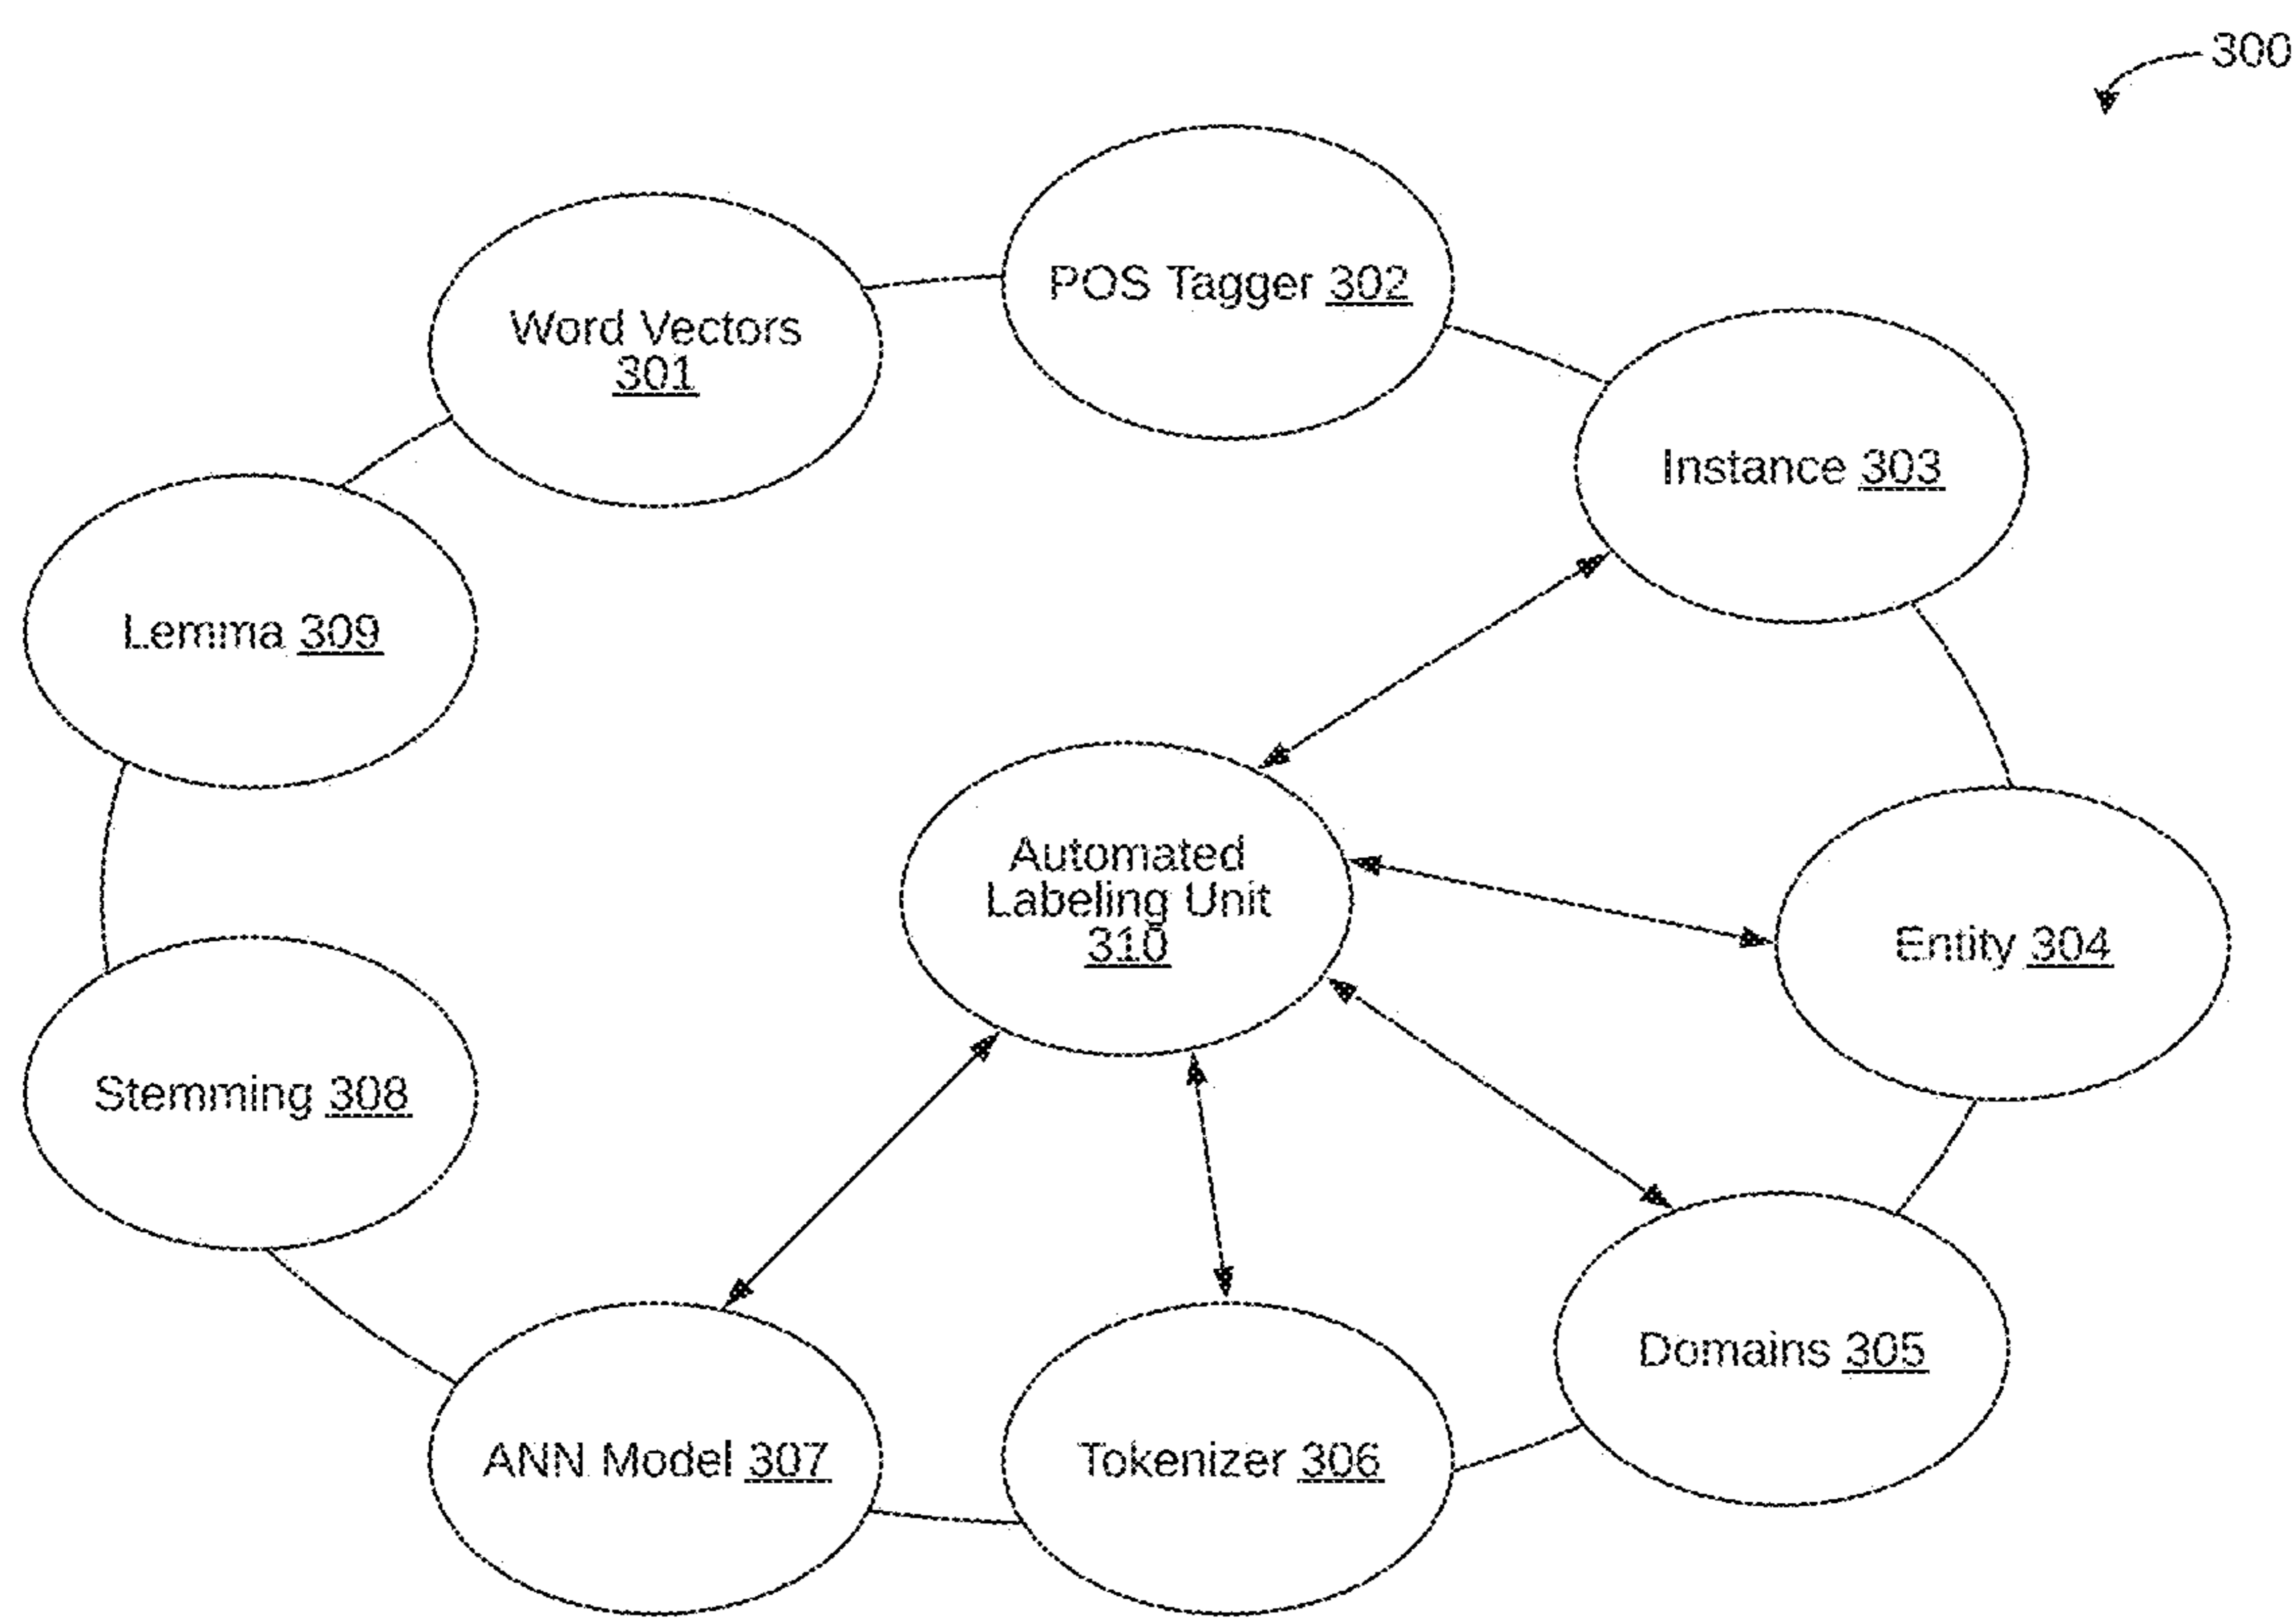 300
POS Tagger 302
Word Vectors
301
Instance 303
Lemma 309
Automated
Labeling Unit
310
Entity 304
Stemming 308
Domains 305
ANN Model 307
Tokenizer 306